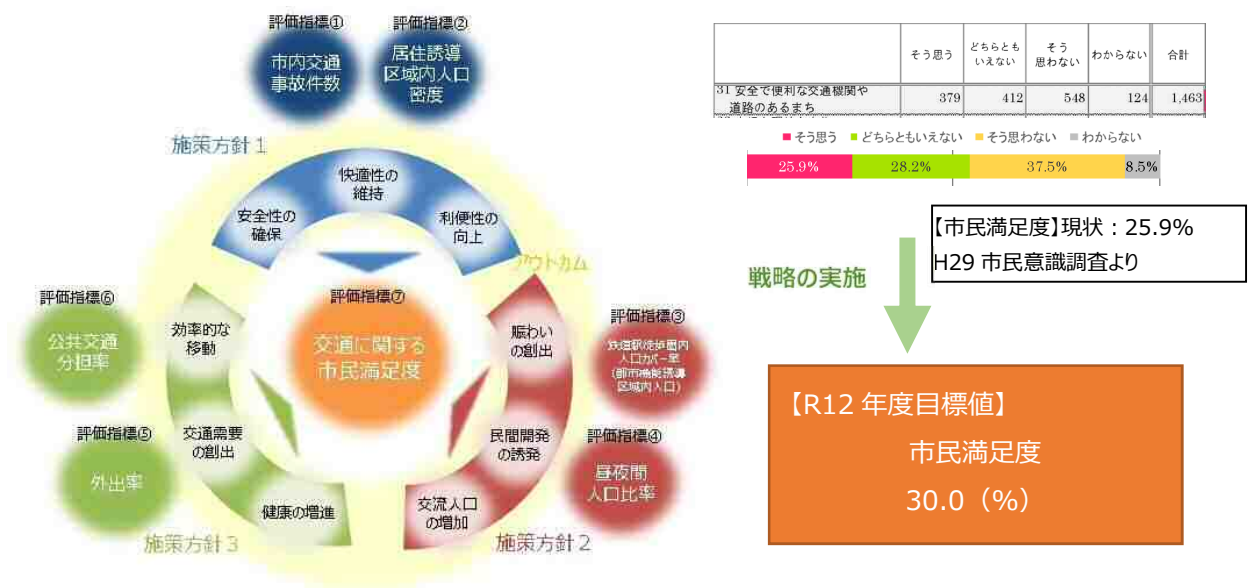 評価指標①
評価指標②
市内交通
事故件数
居住誘導
区域内人口
密度
施策方針1
快適性の
維持
安全性の
確保
利便性の
向上
アウトカム
評価指標⑦
交通に関する
市民満足度
評価指標⑥
公共交通
分担率
効率的な
移動
評価指標⑤
外出率
交通需要
の創出
健康の増進
施策方針3
賑わい
の創出
評価指標③
鉄道駅徒歩圏内
人口カバー率
(都市機能誘導
区域内人口)
民間開発
の誘発
評価指標④
昼夜間
人口比率
交流人口
の増加
施策方針2
そう思う
どちらとも
いえない
そう
思わない
わからない
合計
31 安全で便利な交通機関や
道路のあるまち
379
412
548
124
1,463
そう思う
どちらともいえない
そう思わない
わからない
25.9%
28.2%
37.5%
8.5%
【市民満足度】現状：25.9%
H29 市民意識調査より
戦略の実施
【R12 年度目標値】
市民満足度
30.0（%）